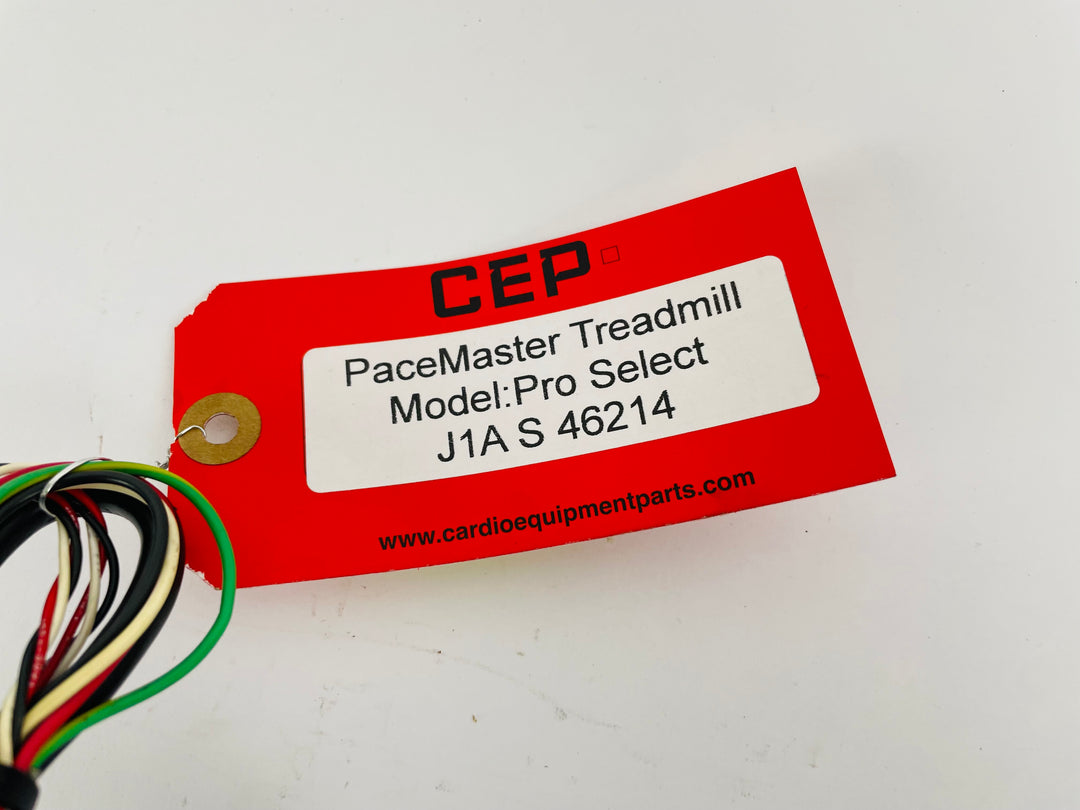 CEP
PaceMaster Treadmill
Model:Pro Select
J1A S 46214
www.cardioequipmentparts.com